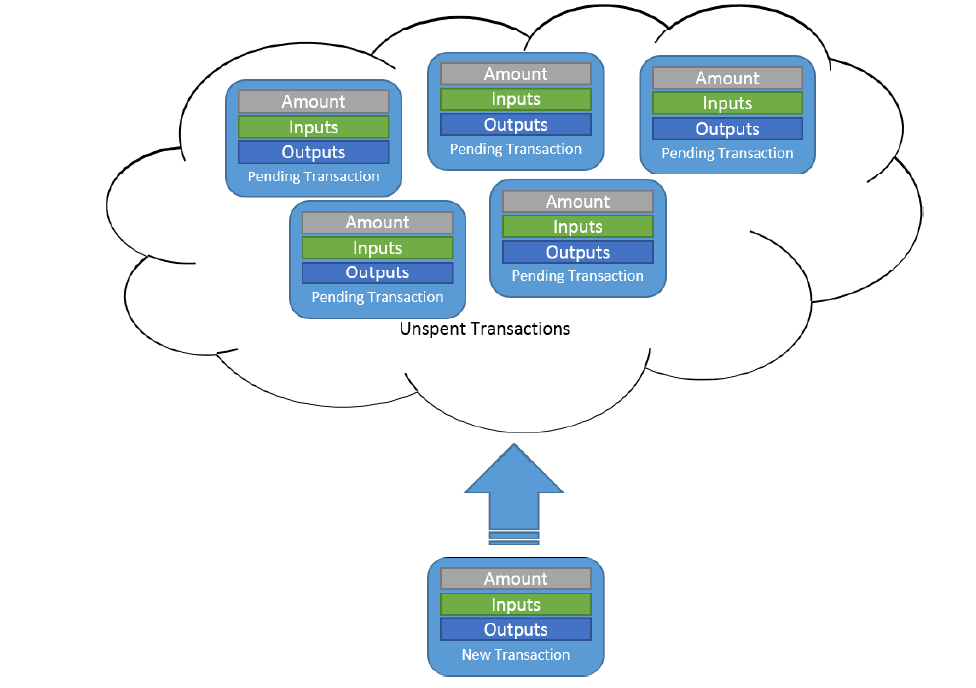 Amount
Inputs
Outputs
Pending Transaction
Amount
Inputs
Outputs
Pending Transaction
Amount
Inputs
Outputs
Pending Transaction
Amount
Inputs
Outputs
Pending Transaction
Amount
Inputs
Outputs
Pending Transaction
Unspent Transactions
Amount
Inputs
Outputs
New Transaction